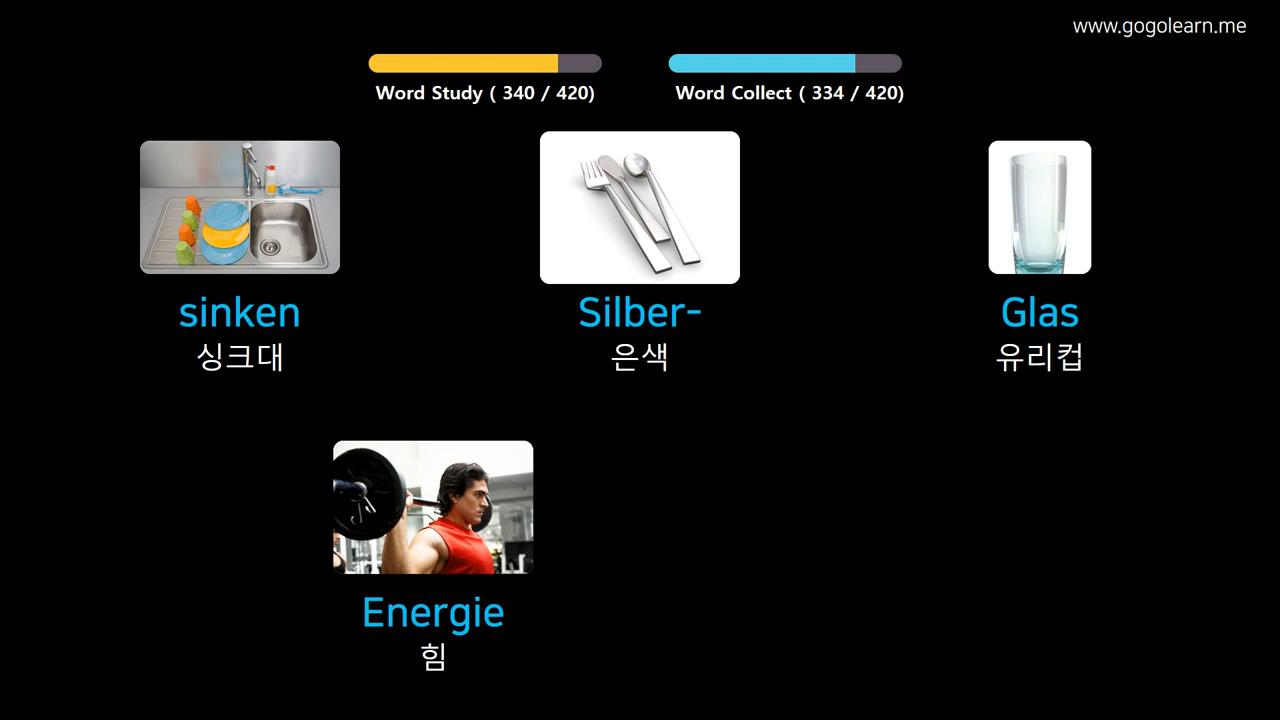 www.gogolearn.me
Word Study ( 340 / 420)
Word Collect ( 334 / 420)
sinken
싱크대
Silber-
은색
Glas
유리컵
Energie
힘